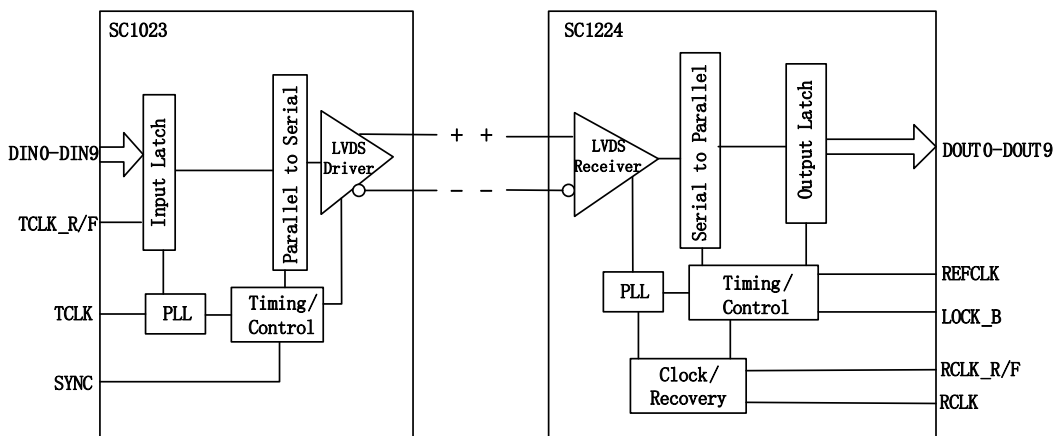 SC1023
DIN0-DIN9
TCLK_R/F
TCLK
SYNC
Input Latch
PLL
Parallel to Serial
Timing/
Control
LVDS
Driver
+ +
- -
SC1224
LVDS
Receiver
Serial to Parallel
Output Latch
PLL
Timing/
Control
Clock/
Recovery
DOUT0-DOUT9
REFCLK
LOCK_B
RCLK_R/F
RCLK